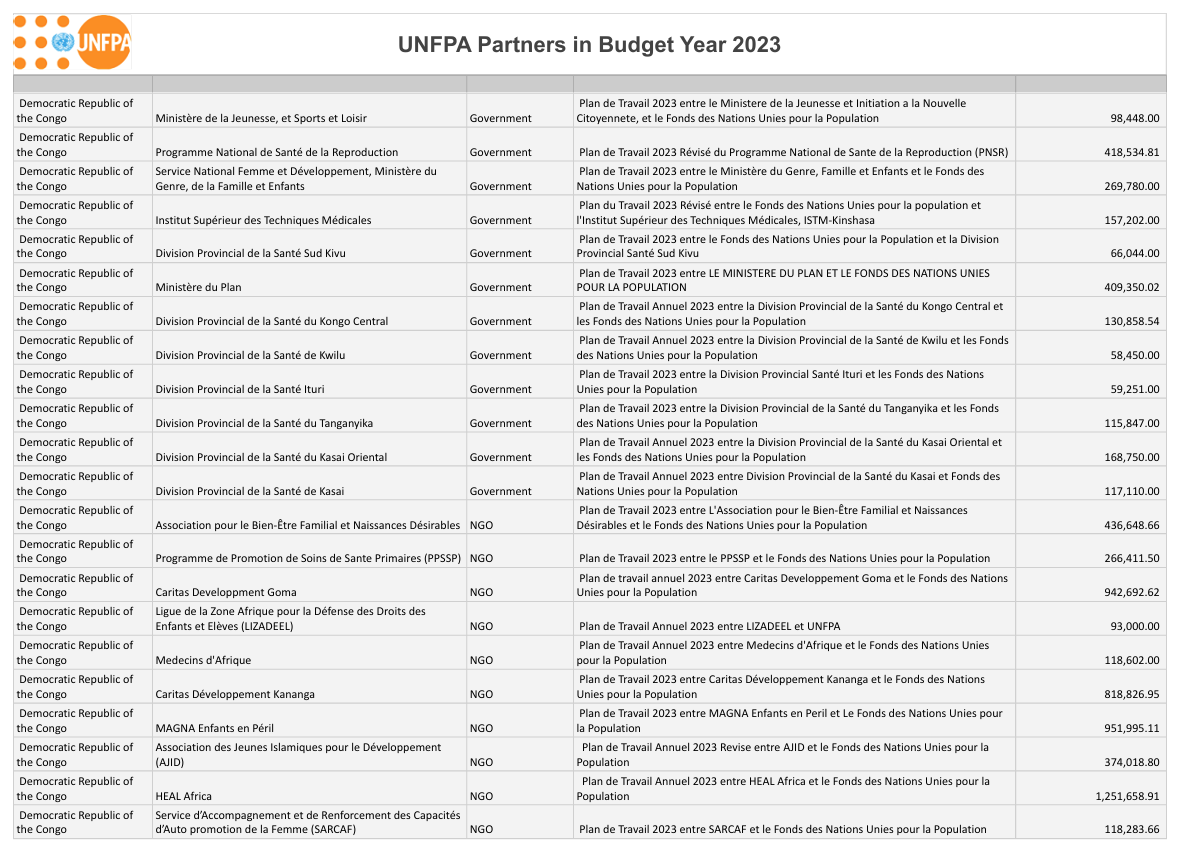 UNFPA
UNFPA Partners in Budget Year 2023
Democratic Republic of
the Congo
Ministère de la Jeunesse, et Sports et Loisir
Government
Plan de Travail 2023 entre le Ministere de la Jeunesse et Initiation a la Nouvelle
Citoyennete, et le Fonds des Nations Unies pour la Population
98,448.00
Democratic Republic of
the Congo
Programme National de Santé de la Reproduction
Government
Plan de Travail 2023 Révisé du Programme National de Sante de la Reproduction (PNSR)
418,534.81
Democratic Republic of
the Congo
Service National Femme et Développement, Ministère du
Genre, de la Famille et Enfants
Government
Plan de Travail 2023 entre le Ministère du Genre, Famille et Enfants et le Fonds des
Nations Unies pour la Population
269,780.00
Democratic Republic of
the Congo
Institut Supérieur des Techniques Médicales
Government
Plan du Travail 2023 Révisé entre le Fonds des Nations Unies pour la population et
l'Institut Supérieur des Techniques Médicales, ISTM-Kinshasa
157,202.00
Democratic Republic of
the Congo
Division Provincial de la Santé Sud Kivu
Government
Plan de Travail 2023 entre le Fonds des Nations Unies pour la Population et la Division
Provincial Santé Sud Kivu
66,044.00
Democratic Republic of
the Congo
Ministère du Plan
Government
Plan de Travail 2023 entre LE MINISTERE DU PLAN ET LE FONDS DES NATIONS UNIES
POUR LA POPULATION
409,350.02
Democratic Republic of
the Congo
Division Provincial de la Santé du Kongo Central
Government
Plan de Travail Annuel 2023 entre la Division Provincial de la Santé du Kongo Central et
les Fonds des Nations Unies pour la Population
130,858.54
Democratic Republic of
the Congo
Division Provincial de la Santé de Kwilu
Government
Plan de Travail Annuel 2023 entre la Division Provincial de la Santé de Kwilu et les Fonds
des Nations Unies pour la Population
58,450.00
Democratic Republic of
the Congo
Division Provincial de la Santé Ituri
Government
Plan de Travail 2023 entre la Division Provincial Santé Ituri et les Fonds des Nations
Unies pour la Population
59,251.00
Democratic Republic of
the Congo
Division Provincial de la Santé du Tanganyika
Government
Plan de Travail 2023 entre la Division Provincial de la Santé du Tanganyika et les Fonds
des Nations Unies pour la Population
115,847.00
Democratic Republic of
the Congo
Division Provincial de la Santé du Kasai Oriental
Government
Plan de Travail Annuel 2023 entre la Division Provincial de la Santé du Kasai Oriental et
les Fonds des Nations Unies pour la Population
168,750.00
Democratic Republic of
the Congo
Division Provincial de la Santé de Kasai
Government
Plan de Travail Annuel 2023 entre Division Provincial de la Santé du Kasai et Fonds des
Nations Unies pour la Population
117,110.00
Democratic Republic of
the Congo
Association pour le Bien-Être Familial et Naissances Désirables
NGO
Plan de Travail 2023 entre L'Association pour le Bien-Être Familial et Naissances
Désirables et le Fonds des Nations Unies pour la Population
436,648.66
Democratic Republic of
the Congo
Programme de Promotion de Soins de Sante Primaires (PPSSP)
NGO
Plan de Travail 2023 entre le PPSSP et le Fonds des Nations Unies pour la Population
266,411.50
Democratic Republic of
the Congo
Caritas Developpment Goma
NGO
Plan de travail annuel 2023 entre Caritas Developpement Goma et le Fonds des Nations
Unies pour la Population
942,692.62
Democratic Republic of
the Congo
Ligue de la Zone Afrique pour la Défense des Droits des
Enfants et Elèves (LIZADEEL)
NGO
Plan de Travail Annuel 2023 entre LIZADEEL et UNFPA
93,000.00
Democratic Republic of
the Congo
Medecins d'Afrique
NGO
Plan de Travail Annuel 2023 entre Medecins d'Afrique et le Fonds des Nations Unies
pour la Population
118,602.00
Democratic Republic of
the Congo
Caritas Développement Kananga
NGO
Plan de Travail 2023 entre Caritas Développement Kananga et le Fonds des Nations
Unies pour la Population
818,826.95
Democratic Republic of
the Congo
MAGNA Enfants en Péril
NGO
Plan de Travail 2023 entre MAGNA Enfants en Peril et Le Fonds des Nations Unies pour
la Population
951,995.11
Democratic Republic of
the Congo
Association des Jeunes Islamiques pour le Développement
(AJID)
NGO
Plan de Travail Annuel 2023 Revise entre AJID et le Fonds des Nations Unies pour la
Population
374,018.80
Democratic Republic of
the Congo
HEAL Africa
NGO
Plan de Travail Annuel 2023 entre HEAL Africa et le Fonds des Nations Unies pour la
Population
1,251,658.91
Democratic Republic of
the Congo
Service d’Accompagnement et de Renforcement des Capacités
d’Auto promotion de la Femme (SARCAF)
NGO
Plan de Travail 2023 entre SARCAF et le Fonds des Nations Unies pour la Population
118,283.66